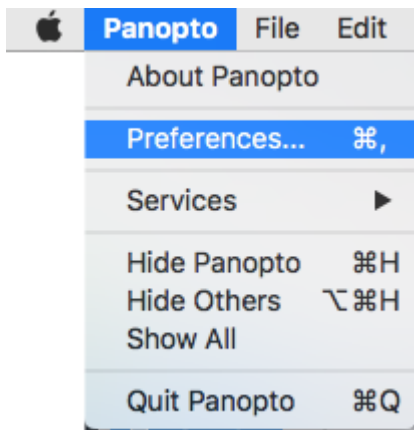 Panopto File Edit
About Panopto
Preferences... ⌘,
Services ▶
Hide Panopto ⌘H
Hide Others ⌥⌘H
Show All
Quit Panopto ⌘Q